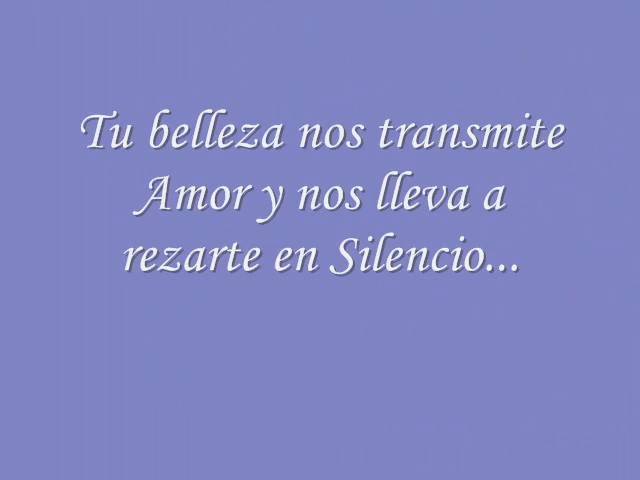 Tu belleza nos transmite
Amor y nos lleva a
rezarte en Silencio...